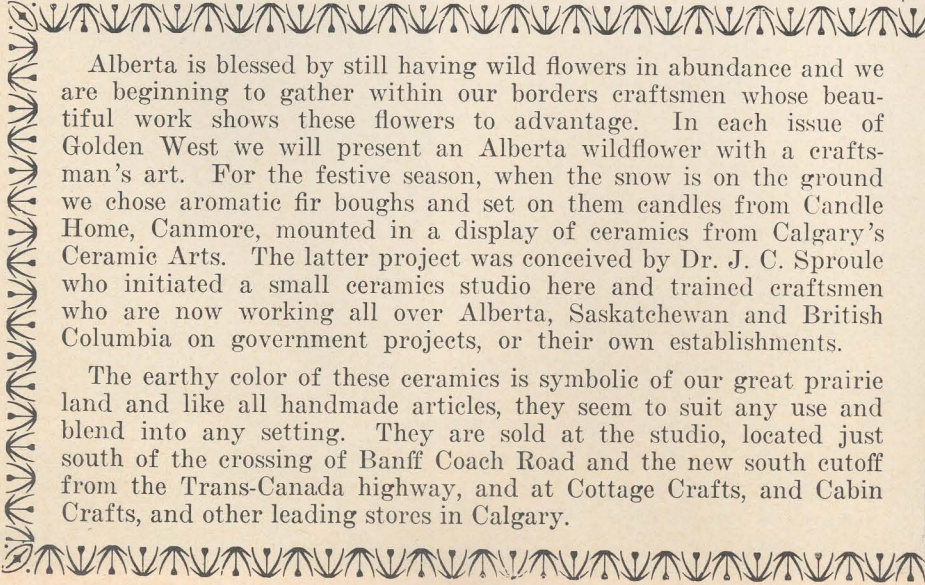 Alberta is blessed by still having wild flowers in abundance and we
are beginning to gather within our borders craftsmen whose beau-
tiful work shows these flowers to advantage. In each issue of
Golden West we will present an Alberta wildflower with a crafts-
man's art. For the festive season, when the snow is on the ground
we chose aromatic fir boughs and set on them candles from Candle
Home, Canmore, mounted in a display of ceramics from Calgary's
Ceramic Arts. The latter project was conceived by Dr. J. C. Sproule
who initiated a small ceramics studio here and trained craftsmen
who are now working all over Alberta, Saskatchewan and British
Columbia on government projects, or their own establishments.
The earthy color of these ceramics is symbolic of our great prairie
land and like all handmade articles, they seem to suit any use and
blend into any setting. They are sold at the studio, located just
south of the crossing of Banff Coach Road and the new south cutoff
from the Trans-Canada highway, and at Cottage Crafts, and Cabin
Crafts, and other leading stores in Calgary.